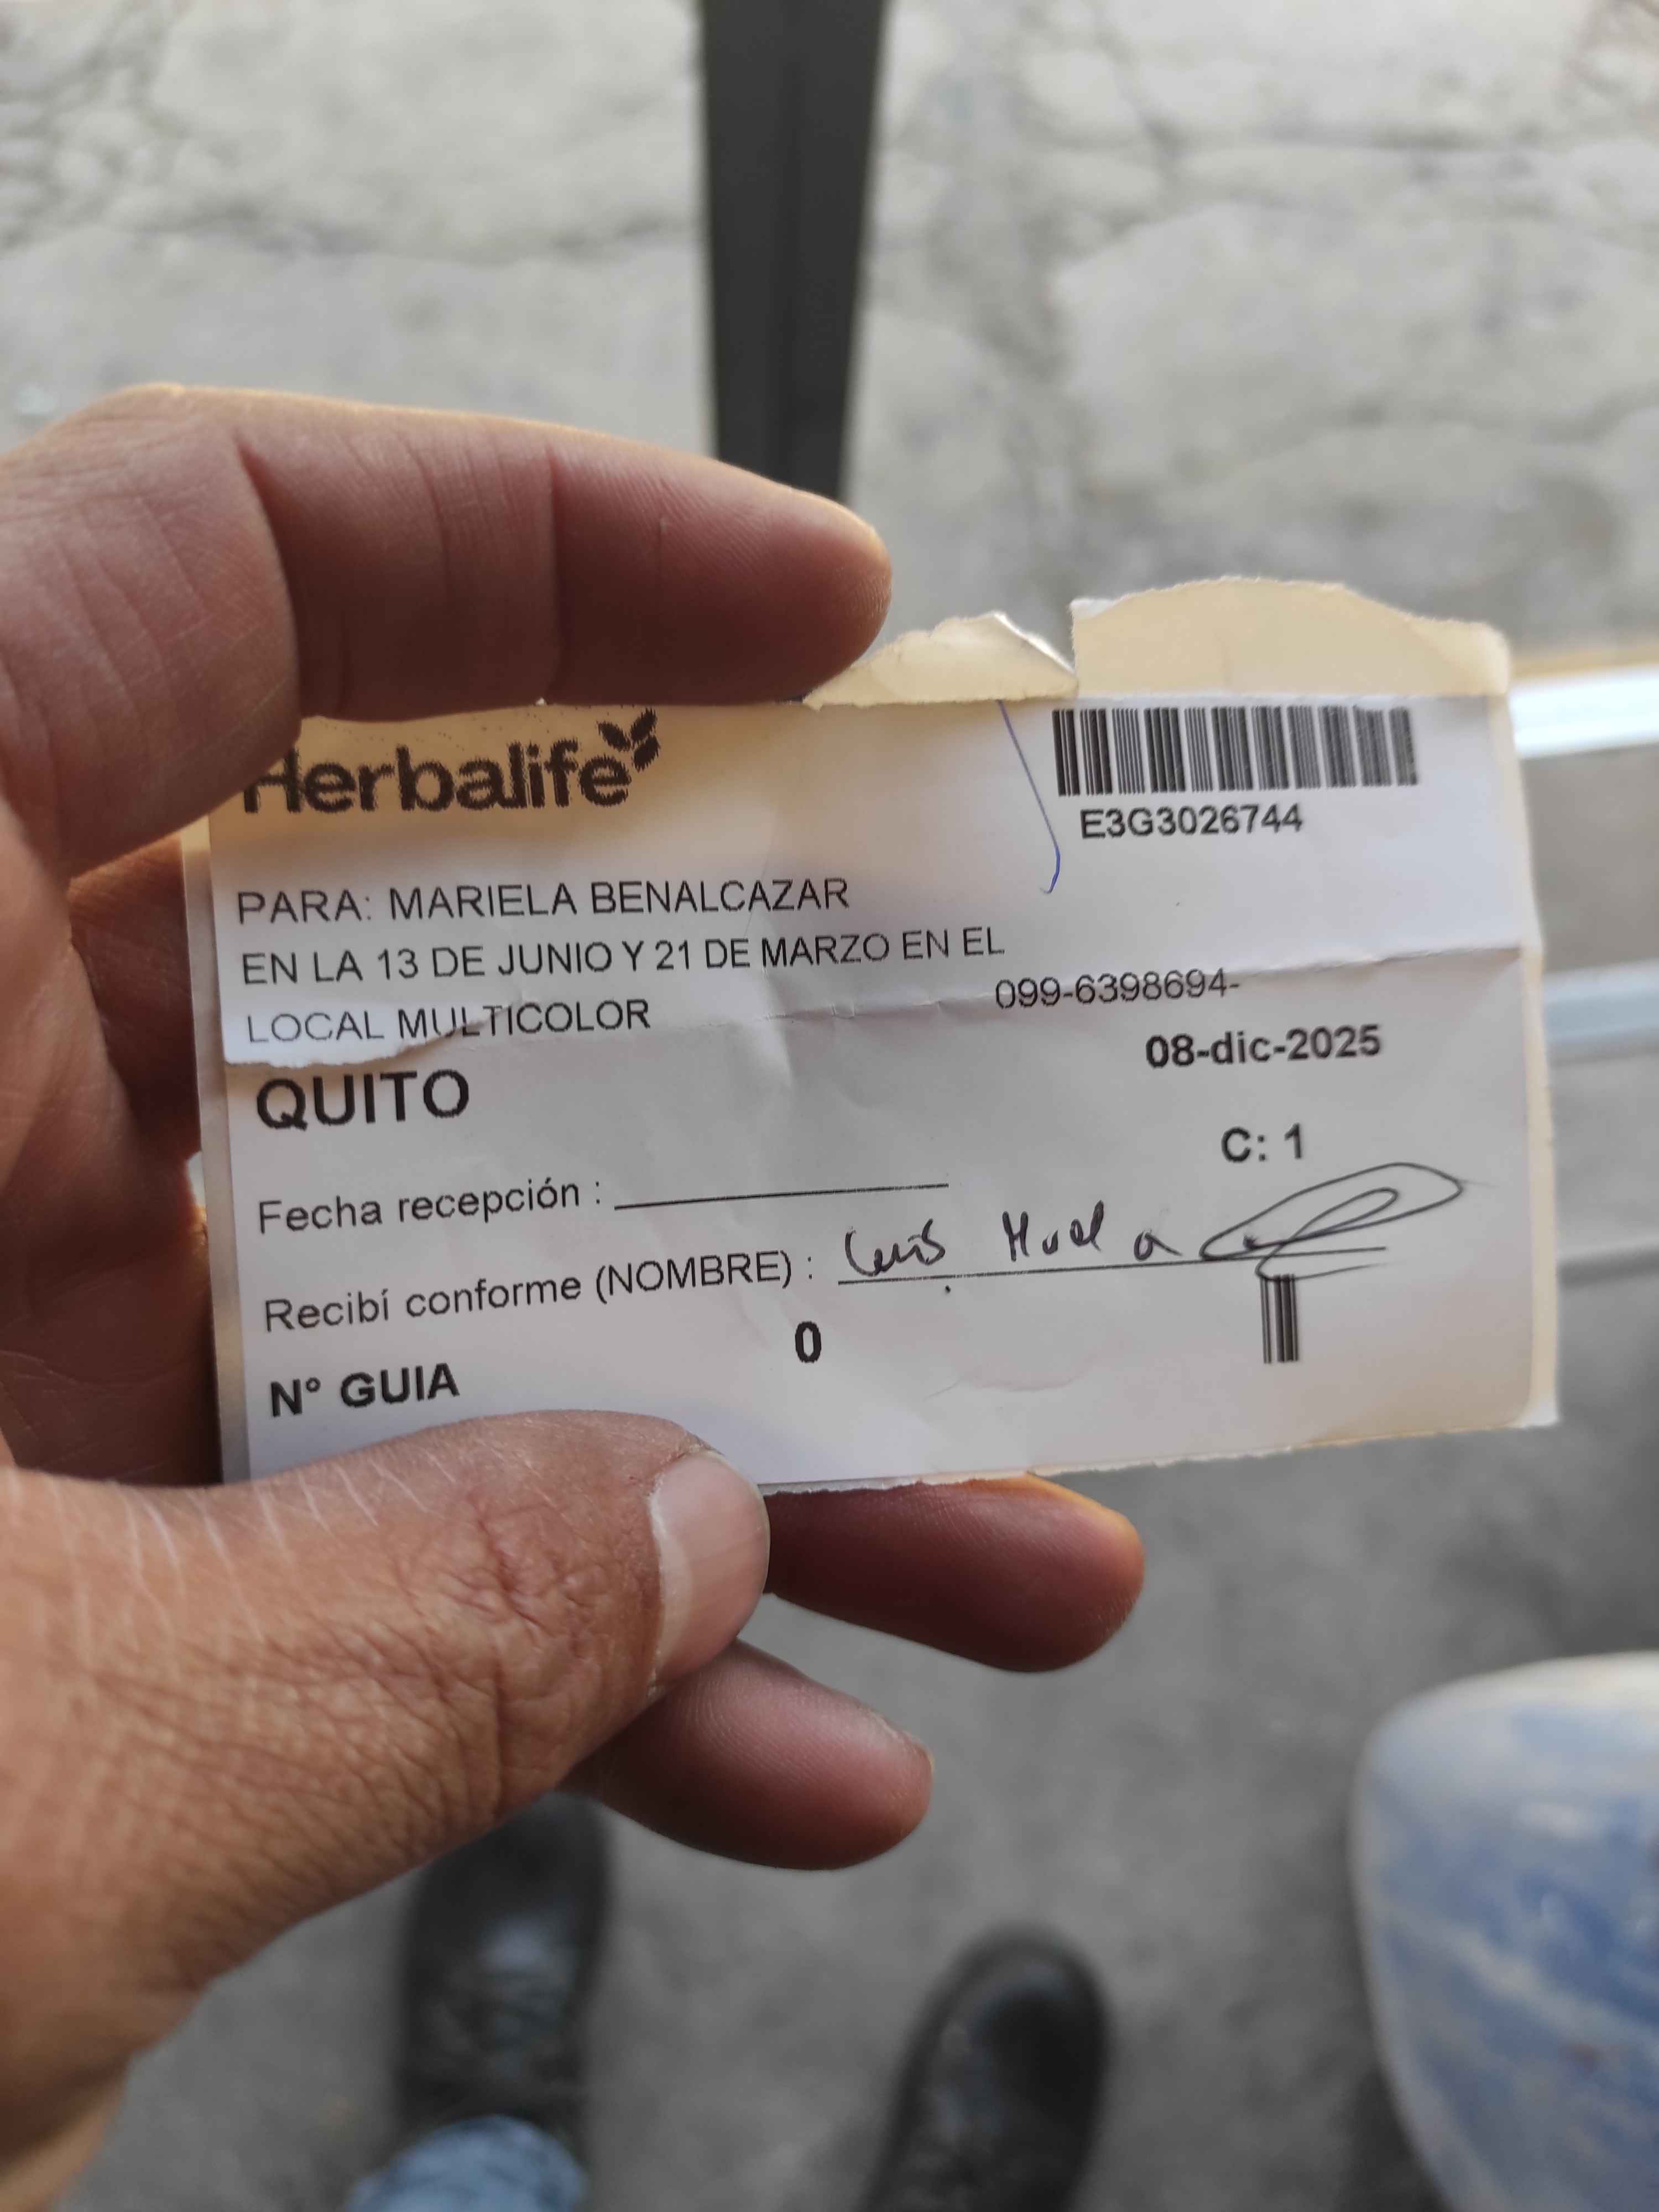 Herbalife
E3G3026744
PARA: MARIELA BENALCAZAR
EN LA 13 DE JUNIO Y 21 DE MARZO EN EL
LOCAL MULTICOLOR
099-6398694-
QUITO
08-dic-2025
C: 1
Fecha recepción :
Recibí conforme (NOMBRE) : Luis
N° GUIA 0